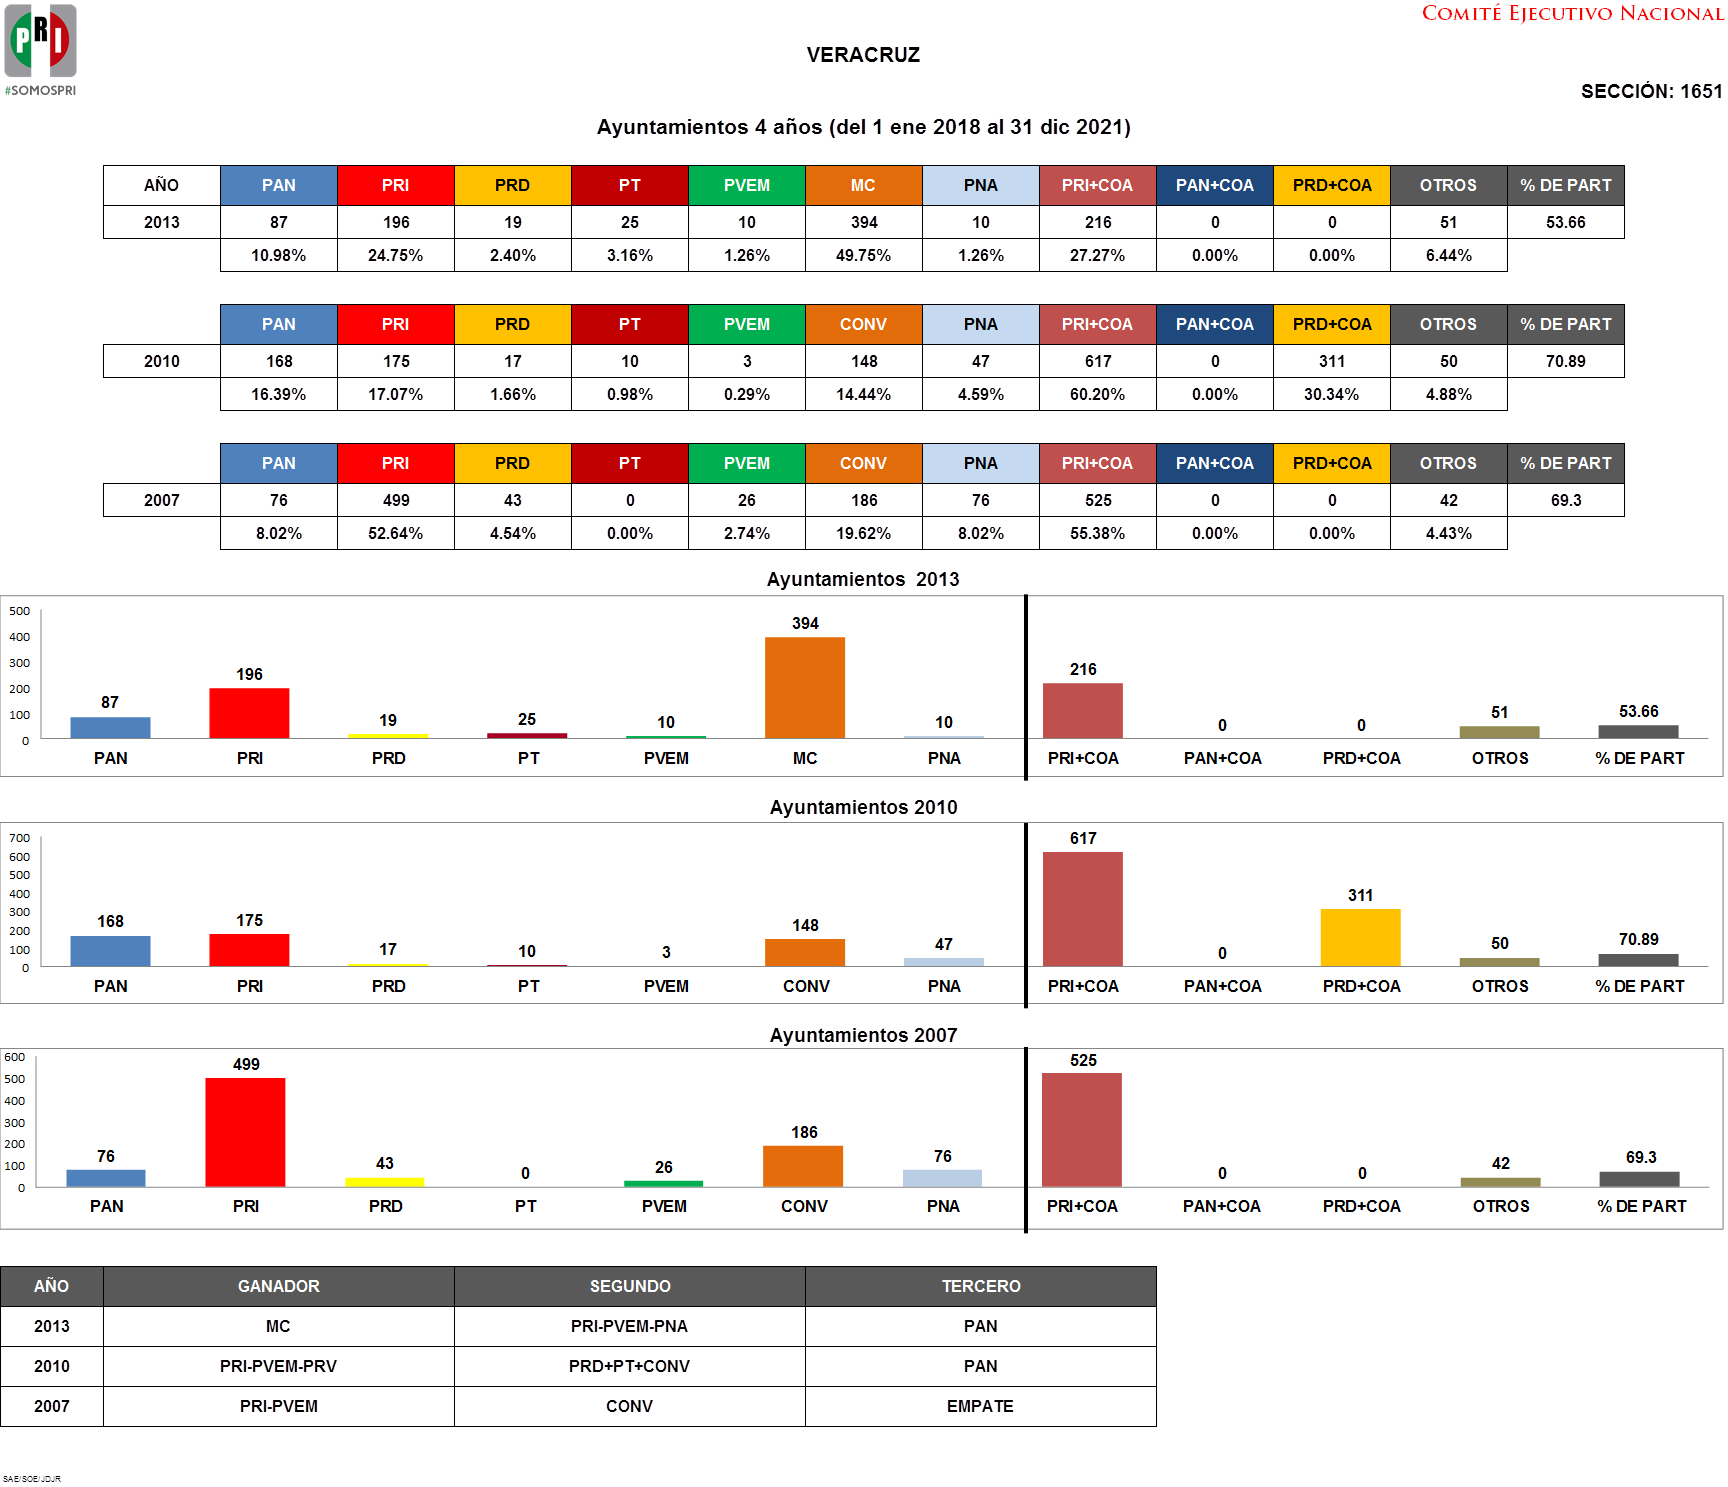 PRI
#SOMOSPRI
COMITÉ EJECUTIVO NACIONAL
VERACRUZ
SECCIÓN: 1651
Ayuntamientos 4 años (del 1 ene 2018 al 31 dic 2021)
AÑO PAN PRI PRD PT PVEM MC PNA PRI+COA PAN+COA PRD+COA OTROS % DE PART
2013 87 196 19 25 10 394 10 216 0 0 51 53.66
10.98% 24.75% 2.40% 3.16% 1.26% 49.75% 1.26% 27.27% 0.00% 0.00% 6.44%
PAN PRI PRD PT PVEM CONV PNA PRI+COA PAN+COA PRD+COA OTROS % DE PART
2010 168 175 17 10 3 148 47 617 0 311 50 70.89
16.39% 17.07% 1.66% 0.98% 0.29% 14.44% 4.59% 60.20% 0.00% 30.34% 4.88%
PAN PRI PRD PT PVEM CONV PNA PRI+COA PAN+COA PRD+COA OTROS % DE PART
2007 76 499 43 0 26 186 76 525 0 0 42 69.3
8.02% 52.64% 4.54% 0.00% 2.74% 19.62% 8.02% 55.38% 0.00% 0.00% 4.43%
Ayuntamientos 2013
500
400
300
200
100
0
87 196 19 25 10 394 10 216 0 0 51 53.66
PAN PRI PRD PT PVEM MC PNA PRI+COA PAN+COA PRD+COA OTROS % DE PART
Ayuntamientos 2010
700
600
500
400
300
200
100
0
168 175 17 10 3 148 47 617 0 311 50 70.89
PAN PRI PRD PT PVEM CONV PNA PRI+COA PAN+COA PRD+COA OTROS % DE PART
Ayuntamientos 2007
600
500
400
300
200
100
0
76 499 43 0 26 186 76 525 0 0 42 69.3
PAN PRI PRD PT PVEM CONV PNA PRI+COA PAN+COA PRD+COA OTROS % DE PART
AÑO GANADOR SEGUNDO TERCERO
2013 MC PRI-PVEM-PNA PAN
2010 PRI-PVEM-PRV PRD+PT+CONV PAN
2007 PRI-PVEM CONV EMPATE
SAE/SOE/JDJR